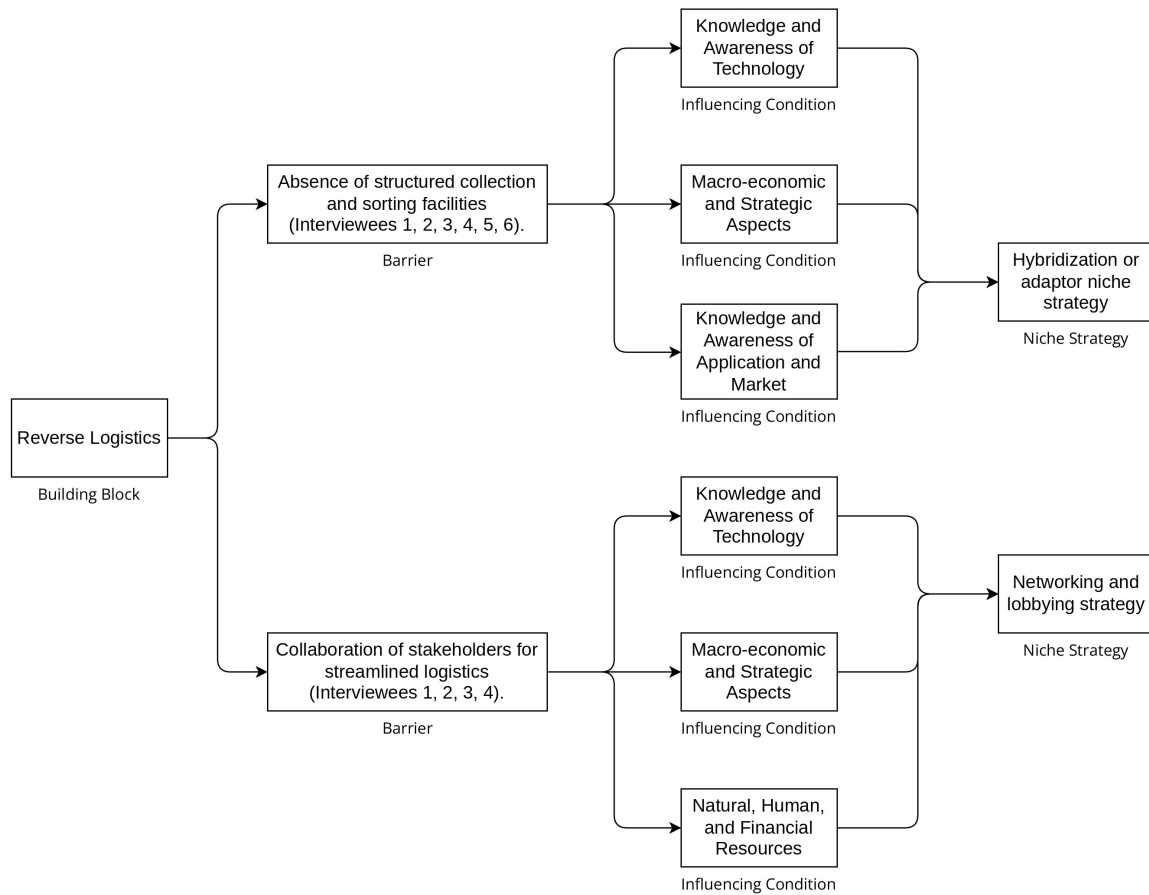 Knowledge and
Awareness of
Technology
Influencing Condition
Absence of structured collection
and sorting facilities
(Interviewees 1, 2, 3, 4, 5, 6).
Barrier
Macro-economic
and Strategic
Aspects
Influencing Condition
Hybridization or
adaptor niche
strategy
Niche Strategy
Knowledge and
Awareness of
Application and
Market
Influencing Condition
Reverse Logistics
Building Block
Knowledge and
Awareness of
Technology
Influencing Condition
Networking and
lobbying strategy
Niche Strategy
Collaboration of stakeholders for
streamlined logistics
(Interviewees 1, 2, 3, 4).
Barrier
Macro-economic
and Strategic
Aspects
Influencing Condition
Natural, Human,
and Financial
Resources
Influencing Condition